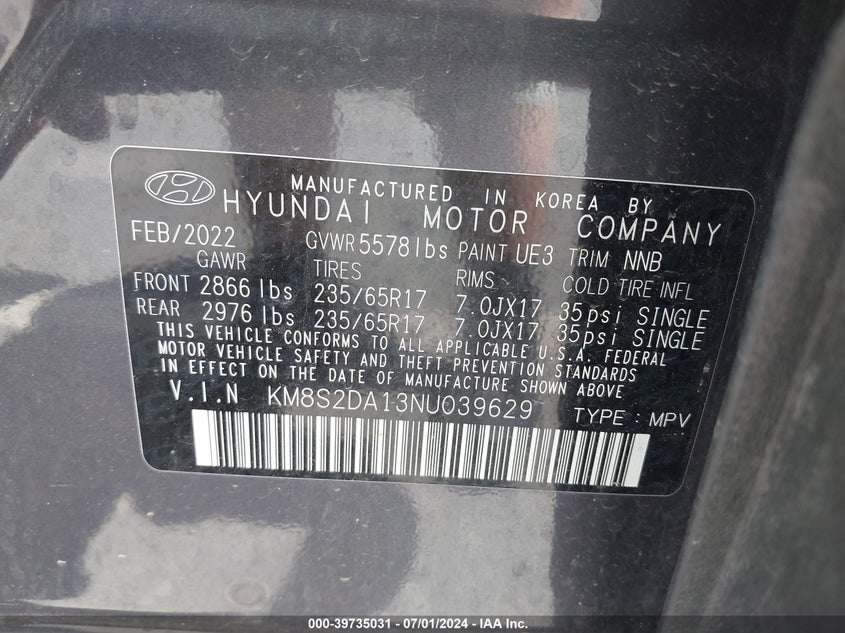 MANUFACTURED IN KOREA BY
HYUNDAI MOTOR COMPANY
FEB/2022 GVWR 5578 lbs PAINT UE3 TRIM NNB
GAWR TIRES RIMS COLD TIRE INFL
FRONT 2866 lbs 235/65R17 7.0JX17 35psi SINGLE
REAR 2976 lbs 235/65R17 7.0JX17 35psi SINGLE
THIS VEHICLE CONFORMS TO ALL APPLICABLE U.S.A. FEDERAL
MOTOR VEHICLE SAFETY AND THEFT PREVENTION STANDARDS
IN EFFECT ON THE DATE OF MANUFACTURE SHOWN ABOVE
V.I.N KM8S2DA13NU039629 TYPE : MPV
000-39735031 - 07/01/2024 - IAA Inc.